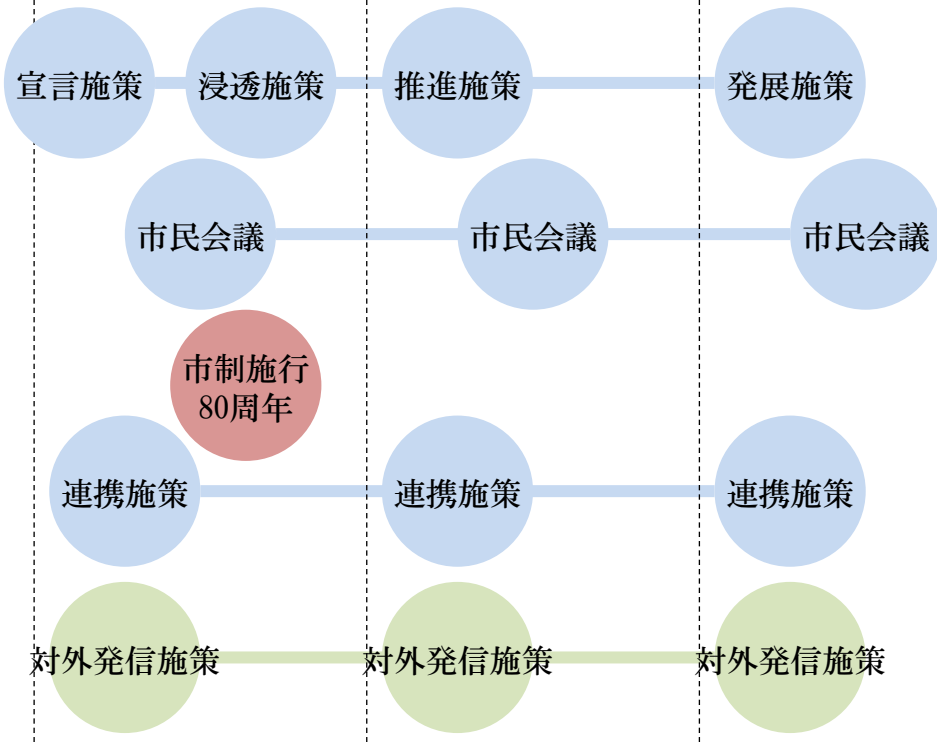 宣言施策
浸透施策
推進施策
発展施策
市民会議
市民会議
市民会議
市制施行
80周年
連携施策
連携施策
連携施策
対外発信施策
対外発信施策
対外発信施策